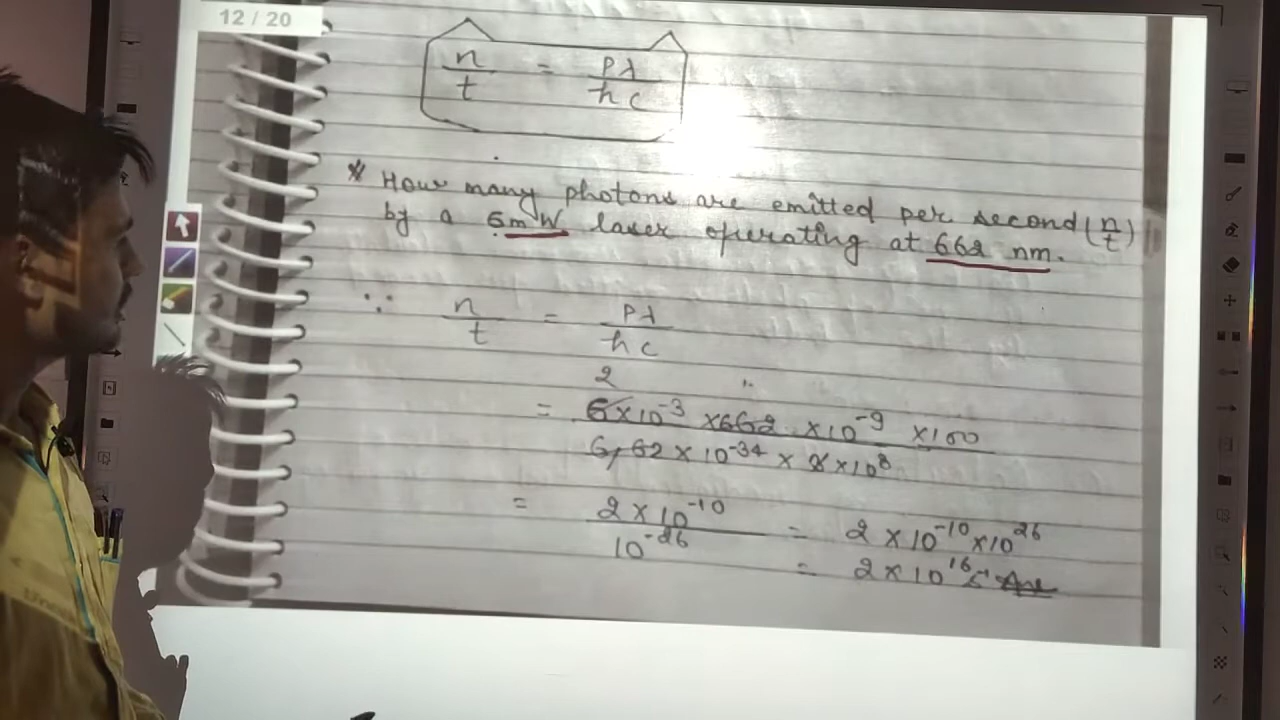 12 / 20
n/t = Pλ/hc
* How many photons are emitted per second (n/t)
by a 6mW laser operating at 662 nm.
∵ n/t = Pλ/hc
2
= 6×10⁻³ ×662 ×10⁻⁹ ×100 / 6,62 × 10⁻³⁴ × 3×10⁸
= 2 × 10⁻¹⁰ / 10⁻²⁶ = 2 × 10⁻¹⁰ ×10²⁶
= 2 × 10¹⁶ s⁻¹ Ans